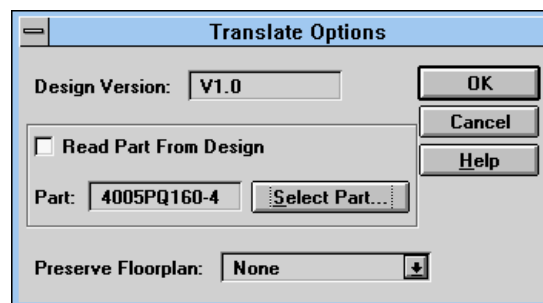 Translate Options
Design Version: V1.0
OK
Cancel
Read Part From Design
Help
Part: 4005PQ160-4 Select Part...
Preserve Floorplan: None